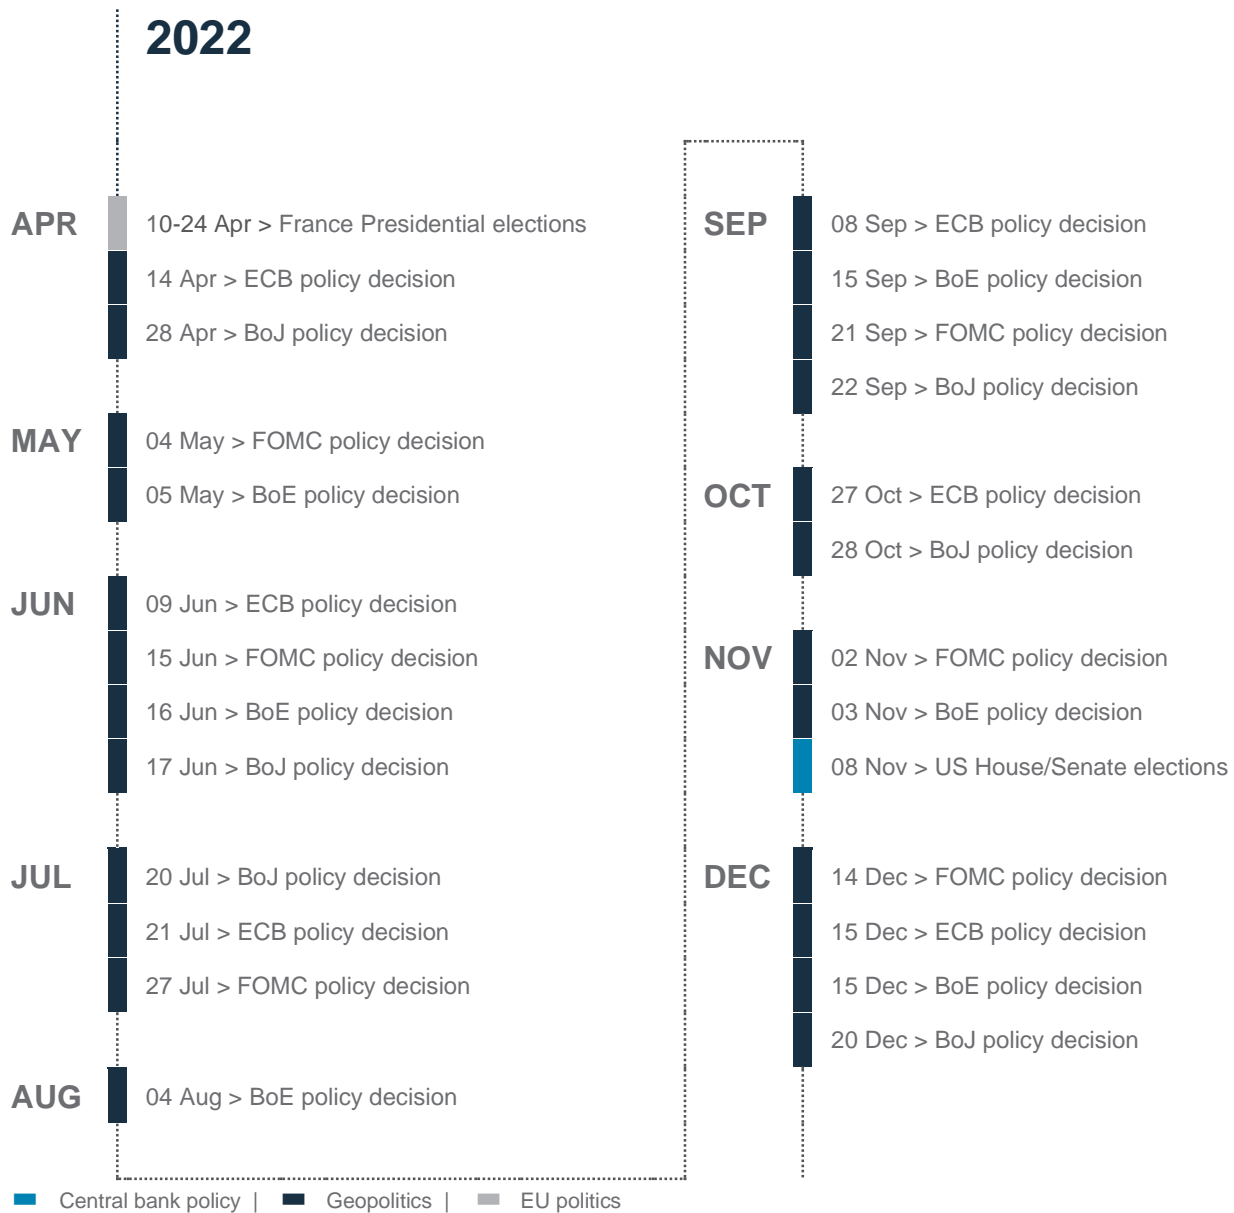 2022
APR
10-24 Apr > France Presidential elections
14 Apr > ECB policy decision
28 Apr > BoJ policy decision
MAY
04 May > FOMC policy decision
05 May > BoE policy decision
JUN
09 Jun > ECB policy decision
15 Jun > FOMC policy decision
16 Jun > BoE policy decision
17 Jun > BoJ policy decision
JUL
20 Jul > BoJ policy decision
21 Jul > ECB policy decision
27 Jul > FOMC policy decision
AUG
04 Aug > BoE policy decision
SEP
08 Sep > ECB policy decision
15 Sep > BoE policy decision
21 Sep > FOMC policy decision
22 Sep > BoJ policy decision
OCT
27 Oct > ECB policy decision
28 Oct > BoJ policy decision
NOV
02 Nov > FOMC policy decision
03 Nov > BoE policy decision
08 Nov > US House/Senate elections
DEC
14 Dec > FOMC policy decision
15 Dec > ECB policy decision
15 Dec > BoE policy decision
20 Dec > BoJ policy decision
Central bank policy | Geopolitics | EU politics